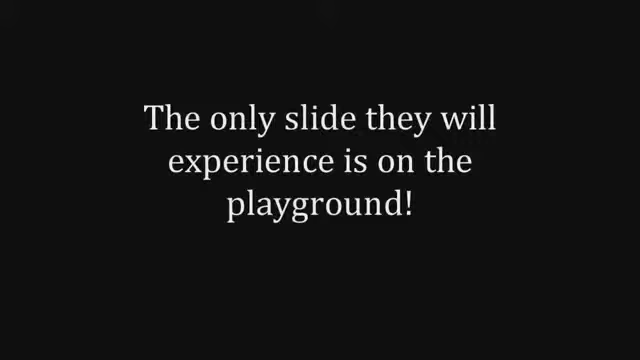 The only slide they will
experience is on the
playground!